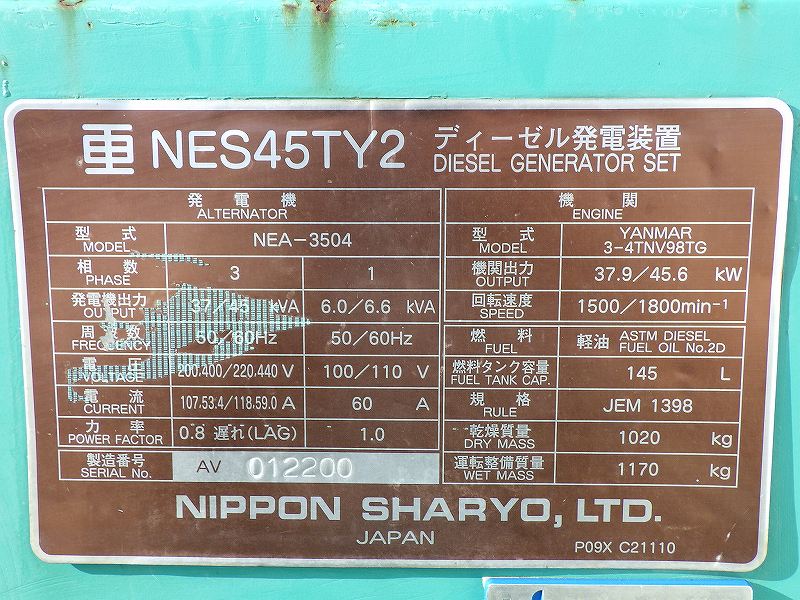 NES45TY2 ディーゼル発電装置
DIESEL GENERATOR SET
発電機
ALTERNATOR
型式 MODEL NEA-3504
相数 PHASE 3 1
発電機出力 OUTPUT 37/45 kVA 6.0/6.6 kVA
周波数 FREQUENCY 50/60Hz 50/60Hz
電圧 VOLTAGE 200,400/220,440 V 100/110 V
電流 CURRENT 107,53.4/118,59.0 A 60 A
力率 POWER FACTOR 0.8 遅れ(LAG) 1.0
製造番号 SERIAL No. AV 012200
機関
ENGINE
型式 MODEL YANMAR 3-4TNV98TG
機関出力 OUTPUT 37.9/45.6 kW
回転速度 SPEED 1500/1800min-1
燃料 FUEL 軽油 ASTM DIESEL FUEL OIL No.2D
燃料タンク容量 FUEL TANK CAP. 145 L
規格 RULE JEM 1398
乾燥質量 DRY MASS 1020 kg
運転整備質量 WET MASS 1170 kg
NIPPON SHARYO, LTD.
JAPAN
P09X C21110